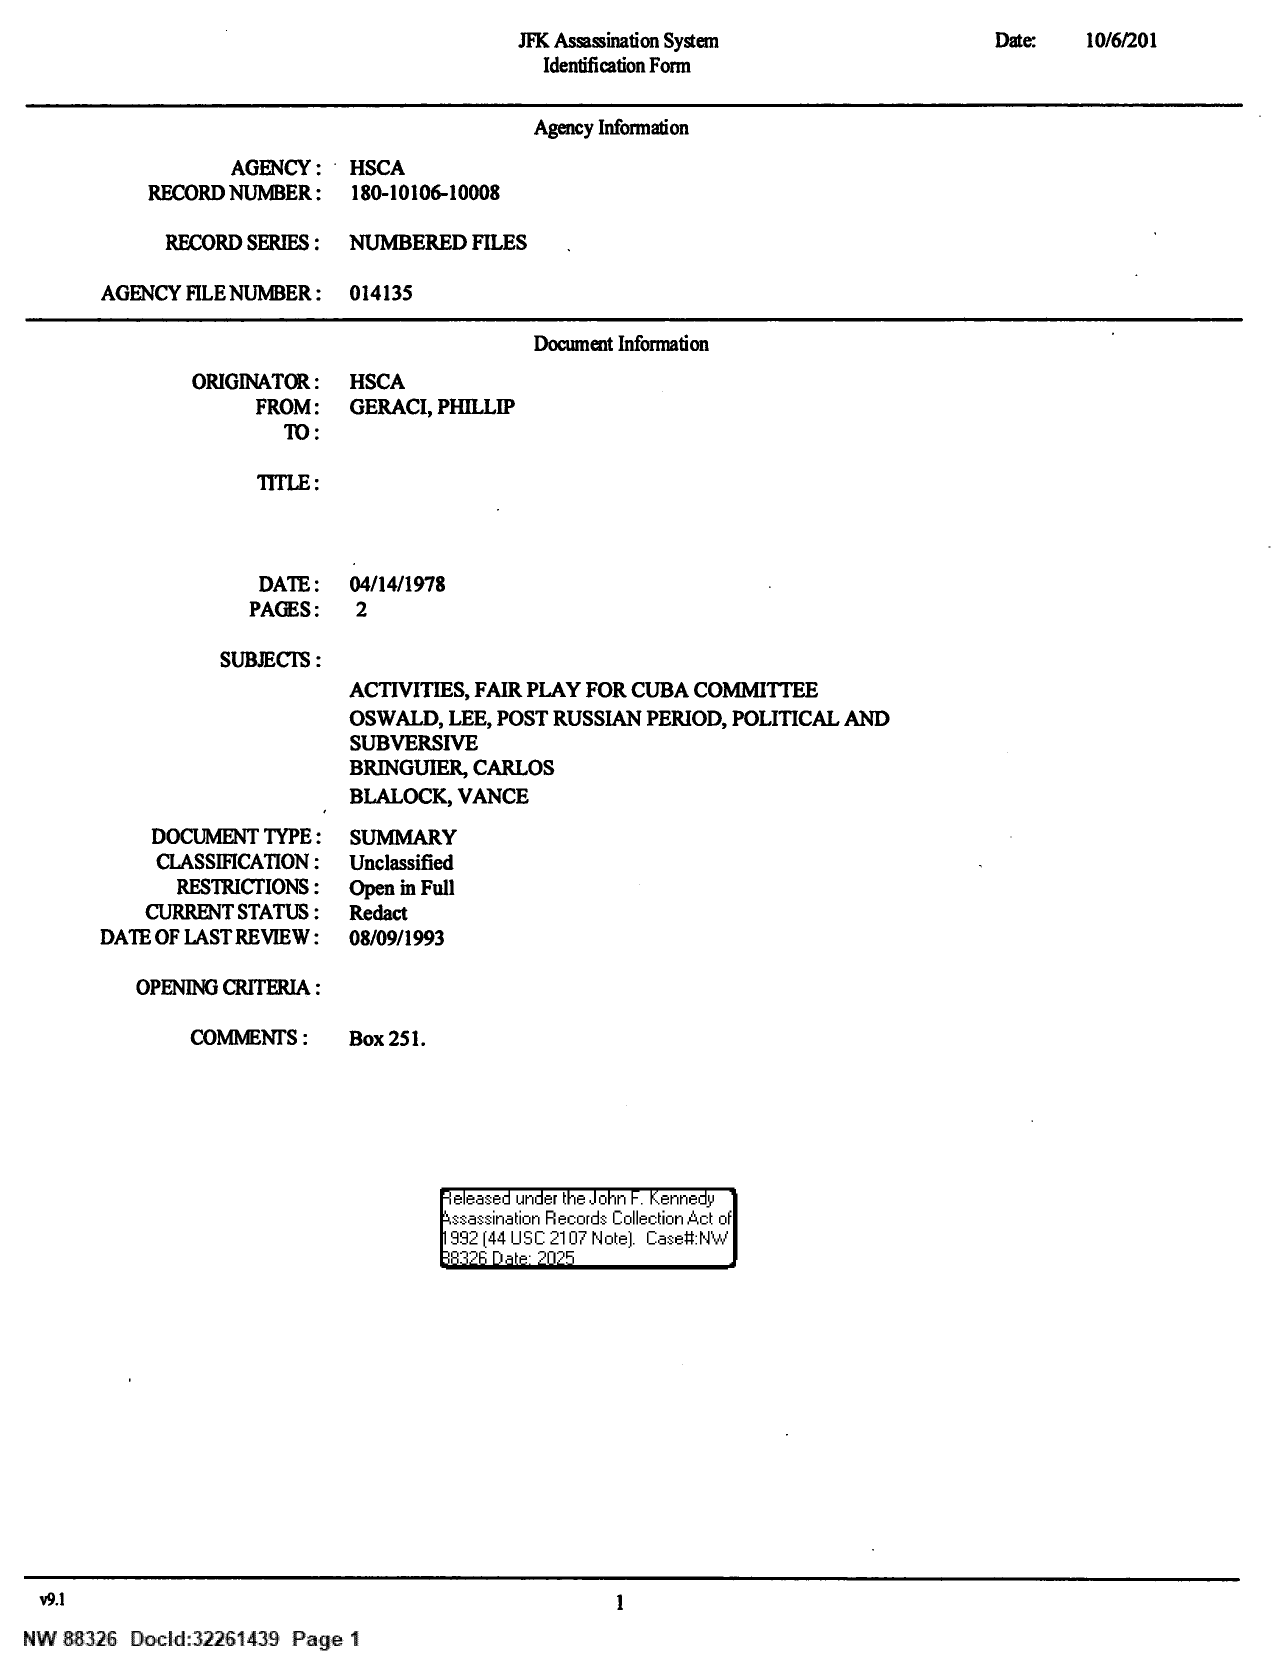 JFK Assassination System
Date: 10/6/201
Identification Form
Agency Information
AGENCY : HSCA
RECORD NUMBER : 180-10106-10008
RECORD SERIES : NUMBERED FILES
AGENCY FILE NUMBER : 014135
Document Information
ORIGINATOR : HSCA
FROM : GERACI, PHILLIP
TO :
TITLE :
DATE : 04/14/1978
PAGES : 2
SUBJECTS :
ACTIVITIES, FAIR PLAY FOR CUBA COMMITTEE
OSWALD, LEE, POST RUSSIAN PERIOD, POLITICAL AND
SUBVERSIVE
BRINGUIER, CARLOS
BLALOCK, VANCE
DOCUMENT TYPE : SUMMARY
CLASSIFICATION : Unclassified
RESTRICTIONS : Open in Full
CURRENT STATUS : Redact
DATE OF LAST REVIEW : 08/09/1993
OPENING CRITERIA :
COMMENTS : Box 251.
Released under the John F. Kennedy
Assassination Records Collection Act of
1992 (44 USC 2107 Note). Case#:NW
88326 Date: 2025
v9.1
1
NW 88326 DocId:32261439 Page 1